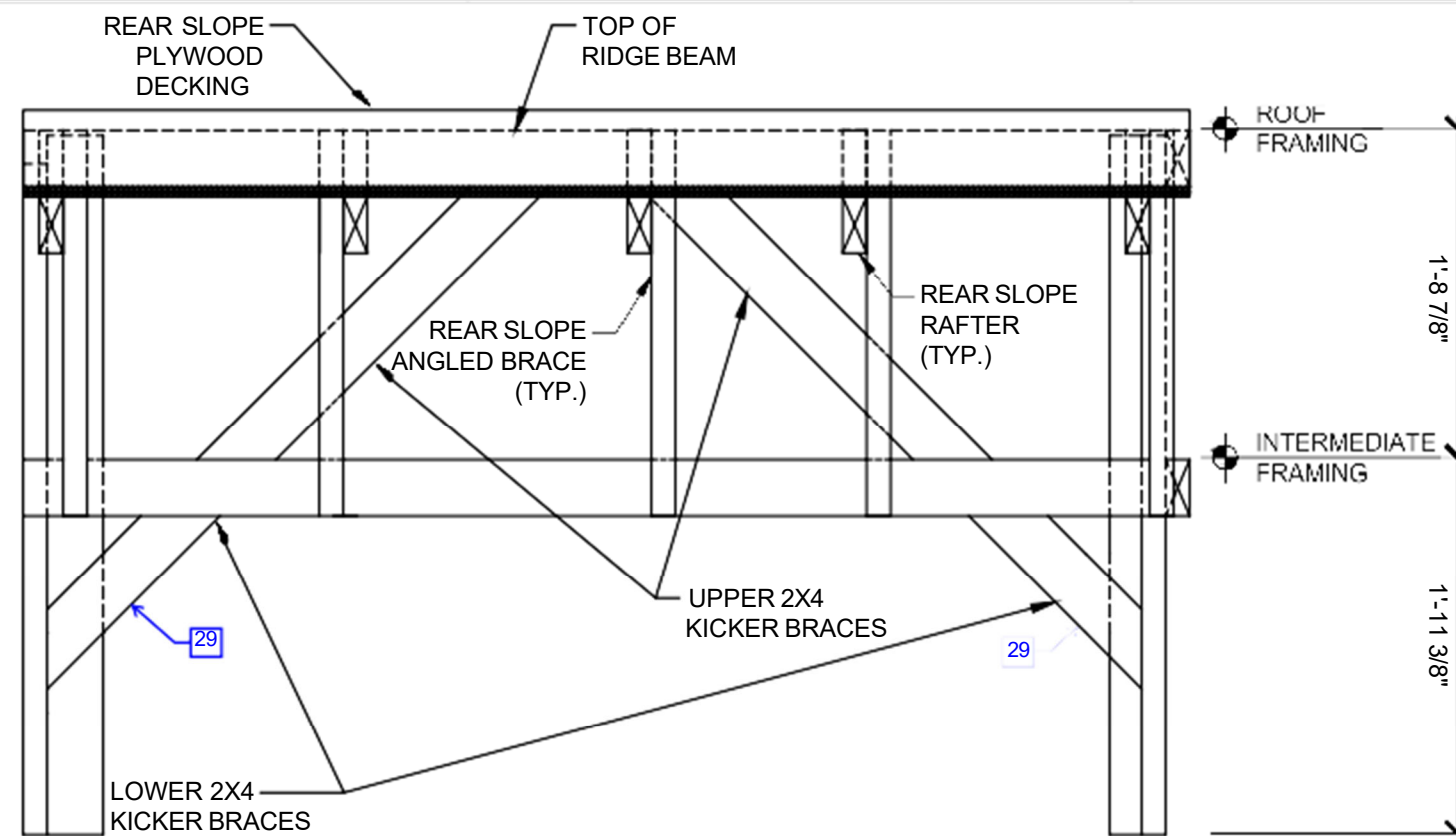 REAR SLOPE
PLYWOOD
DECKING
TOP OF
RIDGE BEAM
ROOF
FRAMING
1'-8 7/8"
REAR SLOPE
ANGLED BRACE
(TYP.)
REAR SLOPE
RAFTER
(TYP.)
INTERMEDIATE
FRAMING
1'-11 3/8"
UPPER 2X4
KICKER BRACES
29
29
LOWER 2X4
KICKER BRACES